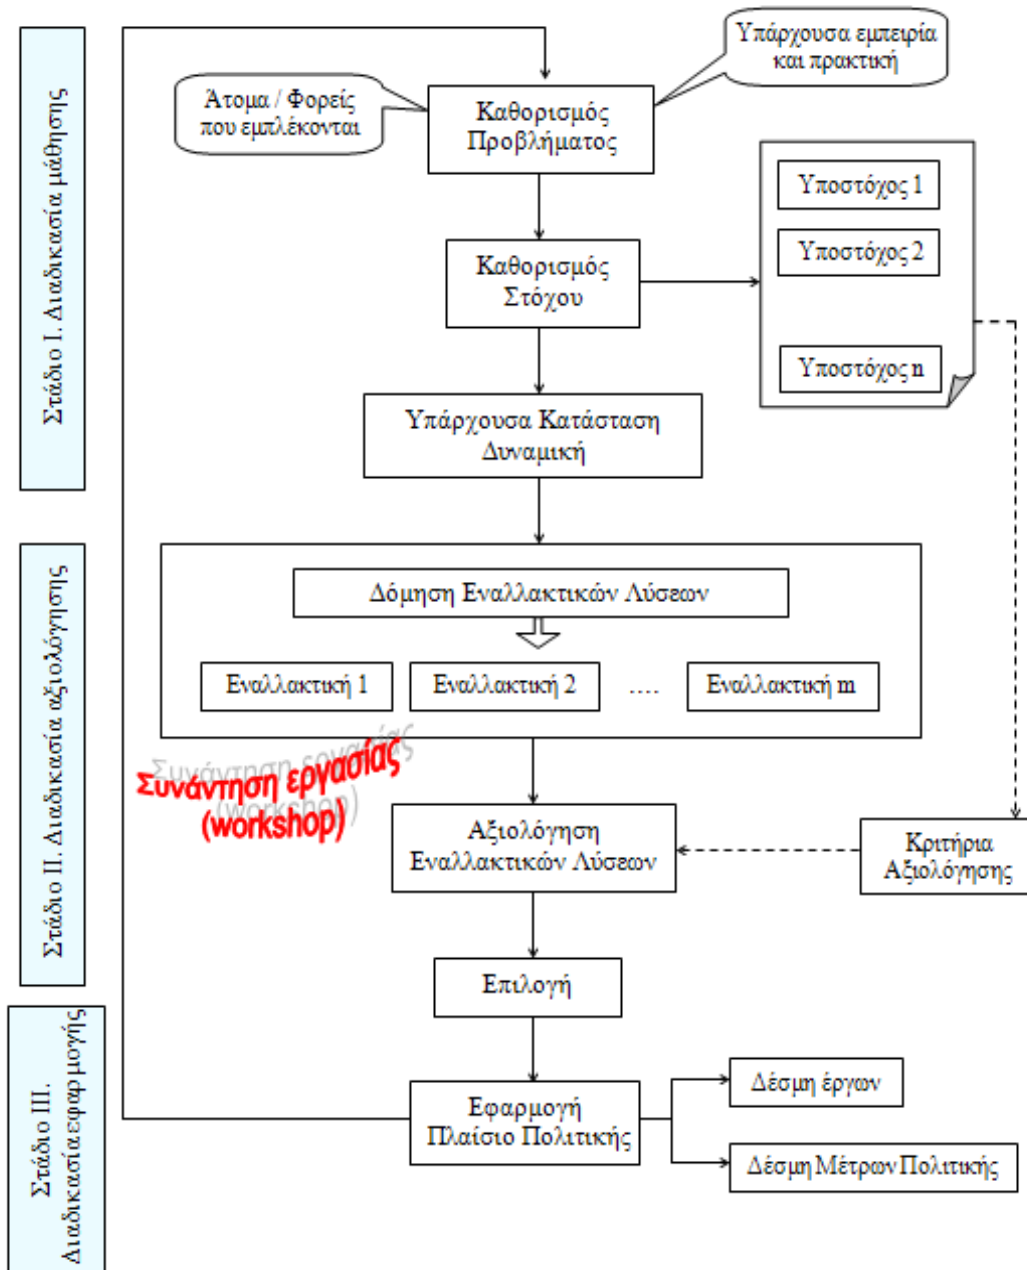 Υπάρχουσα εμπειρία
και πρακτική
Άτομα / Φορείς
που εμπλέκονται
Καθορισμός
Προβλήματος
Στάδιο Ι. Διαδικασία μάθησης
Υποστόχος 1
Υποστόχος 2
Υποστόχος n
Καθορισμός
Στόχου
Υπάρχουσα Κατάσταση
Δυναμική
Στάδιο ΙΙ. Διαδικασία αξιολόγησης
Δόμηση Εναλλακτικών Λύσεων
Εναλλακτική 1
Εναλλακτική 2
....
Εναλλακτική m
Συνάντηση εργασίας
(workshop)
Αξιολόγηση
Εναλλακτικών Λύσεων
Κριτήρια
Αξιολόγησης
Επιλογή
Στάδιο ΙΙΙ.
Διαδικασία εφαρμογής
Εφαρμογή
Πλαίσιο Πολιτικής
Δέσμη έργων
Δέσμη Μέτρων Πολιτικής